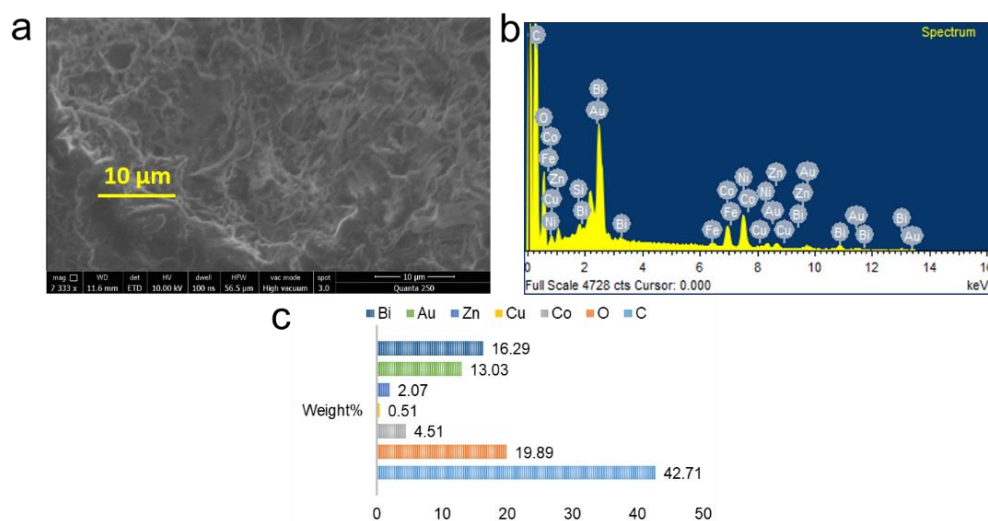 a
10 µm
mag WD det HV dwell HFW vac mode spot
7 333 x 11.6 mm ETD 10.00 kV 100 ns 56.5 µm High vacuum 3.0
10 µm
Quanta 250
b
Spectrum
C
Bi
Au
O
Co
Fe
Zn
Cu
Ni
Si
Bi
Bi
Fe
Co
Fe
Ni
Co
Cu
Ni
Zn
Au
Cu
Au
Zn
Bi
Bi
Au
Bi
Bi
Au
0 2 4 6 8 10 12 14 16
Full Scale 4728 cts Cursor: 0.000
keV
c
Bi Au Zn Cu Co O C
Weight%
16.29
13.03
2.07
0.51
4.51
19.89
42.71
0 10 20 30 40 50